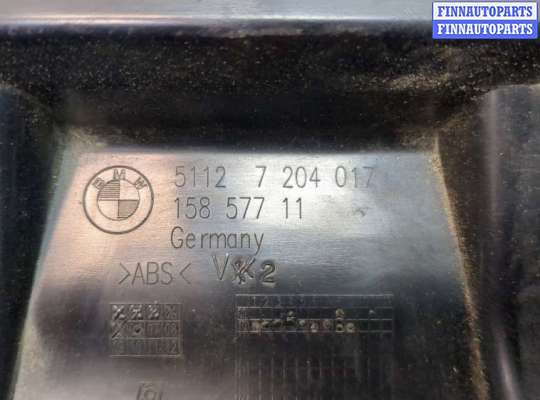 FINNAUTOPARTS
FINNAUTOPARTS
BMW
5112 7 204 017
158 577 11
Germany
>ABS<